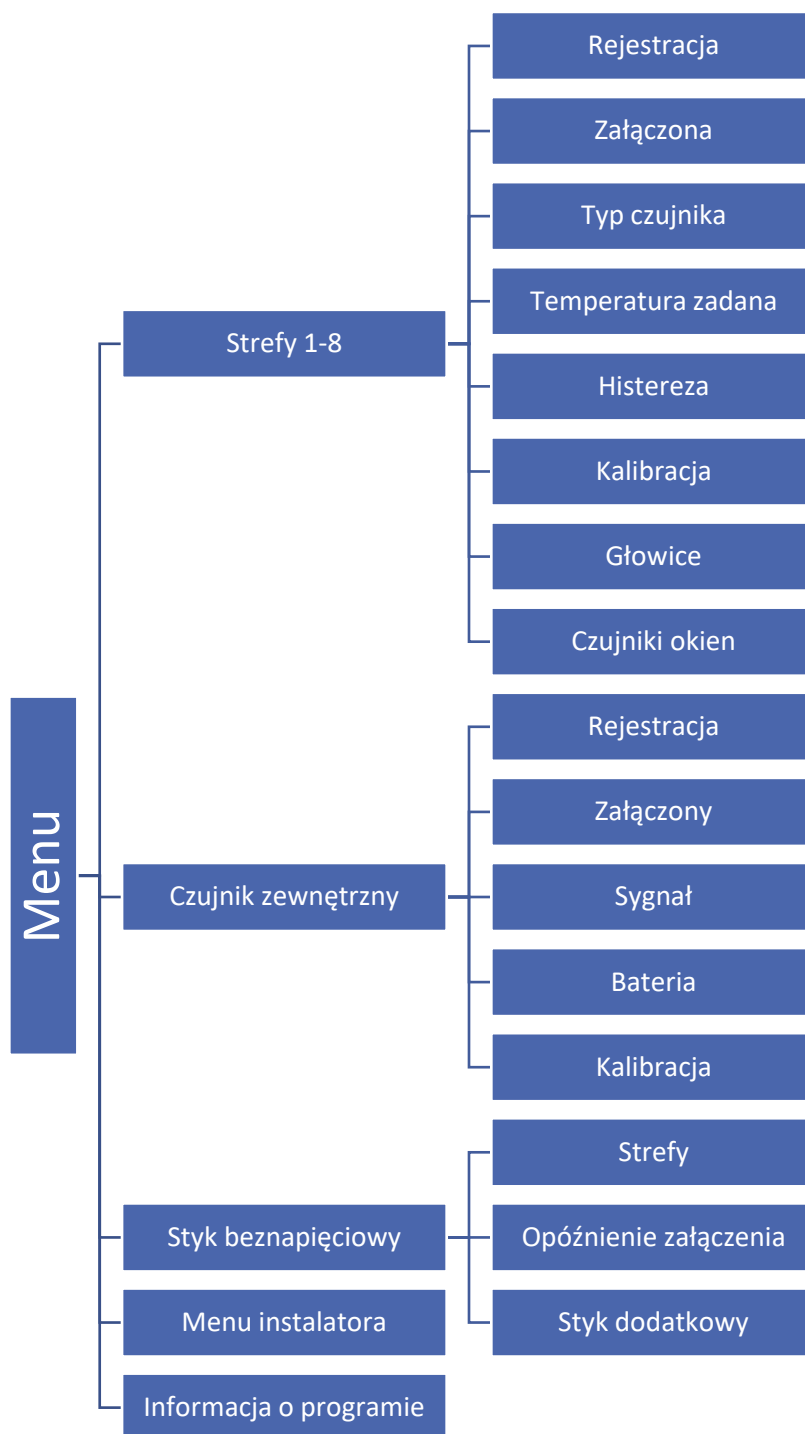 Menu
Strefy 1-8
Rejestracja
Załączona
Typ czujnika
Temperatura zadana
Histereza
Kalibracja
Głowice
Czujniki okien
Czujnik zewnętrzny
Rejestracja
Załączony
Sygnał
Bateria
Kalibracja
Styk beznapięciowy
Strefy
Opóźnienie załączenia
Styk dodatkowy
Menu instalatora
Informacja o programie